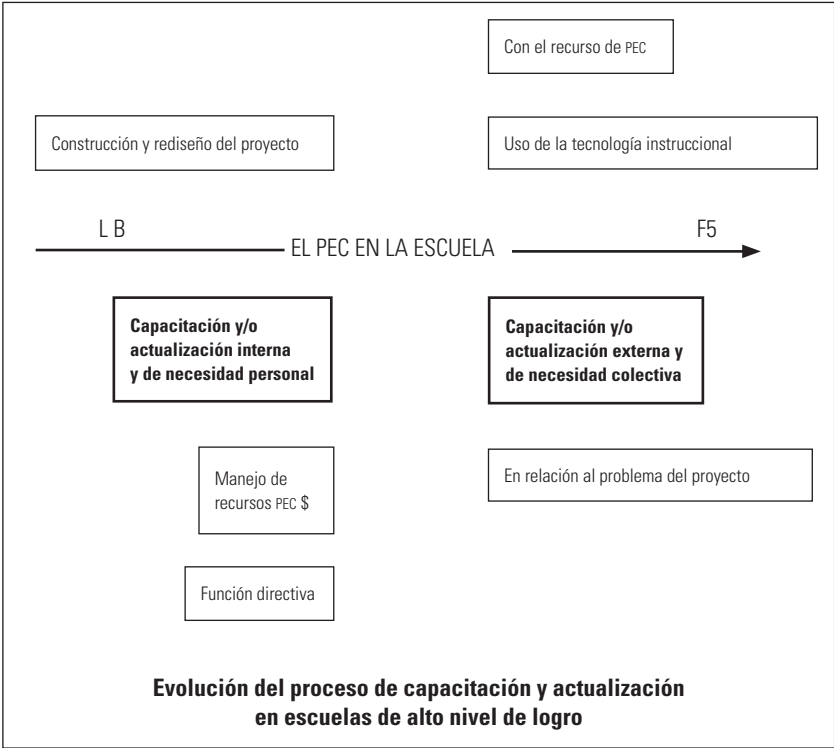 Con el recurso de PEC
Construcción y rediseño del proyecto
Uso de la tecnología instruccional
L B
F5
EL PEC EN LA ESCUELA
Capacitación y/o
actualización interna
y de necesidad personal
Capacitación y/o
actualización externa y
de necesidad colectiva
Manejo de
recursos PEC $
En relación al problema del proyecto
Función directiva
Evolución del proceso de capacitación y actualización
en escuelas de alto nivel de logro